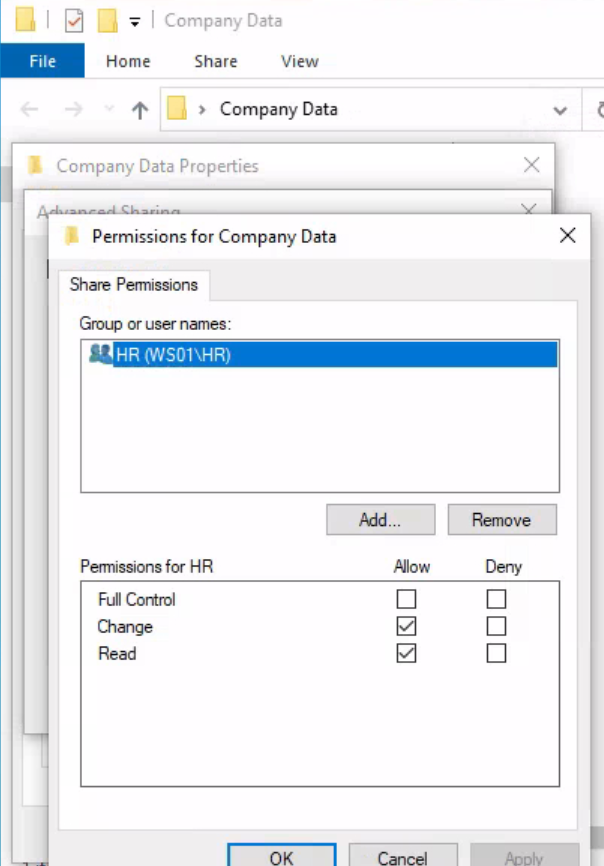 Company Data
File Home Share View
Company Data
Company Data Properties
Advanced Sharing
Permissions for Company Data
Share Permissions
Group or user names:
HR (WS01\HR)
Add... Remove
Permissions for HR Allow Deny
Full Control
Change
Read
OK Cancel Apply